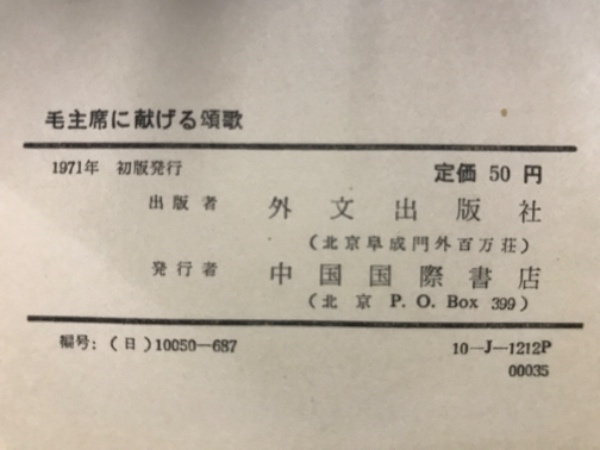 毛主席に献げる頌歌
1971年 初版発行 定価 50 円
出版者 外文出版社
(北京阜成門外百万荘)
発行者 中国国際書店
(北京 P. O. Box 399)
編号: (日)10050—687 10—J—1212P
00035